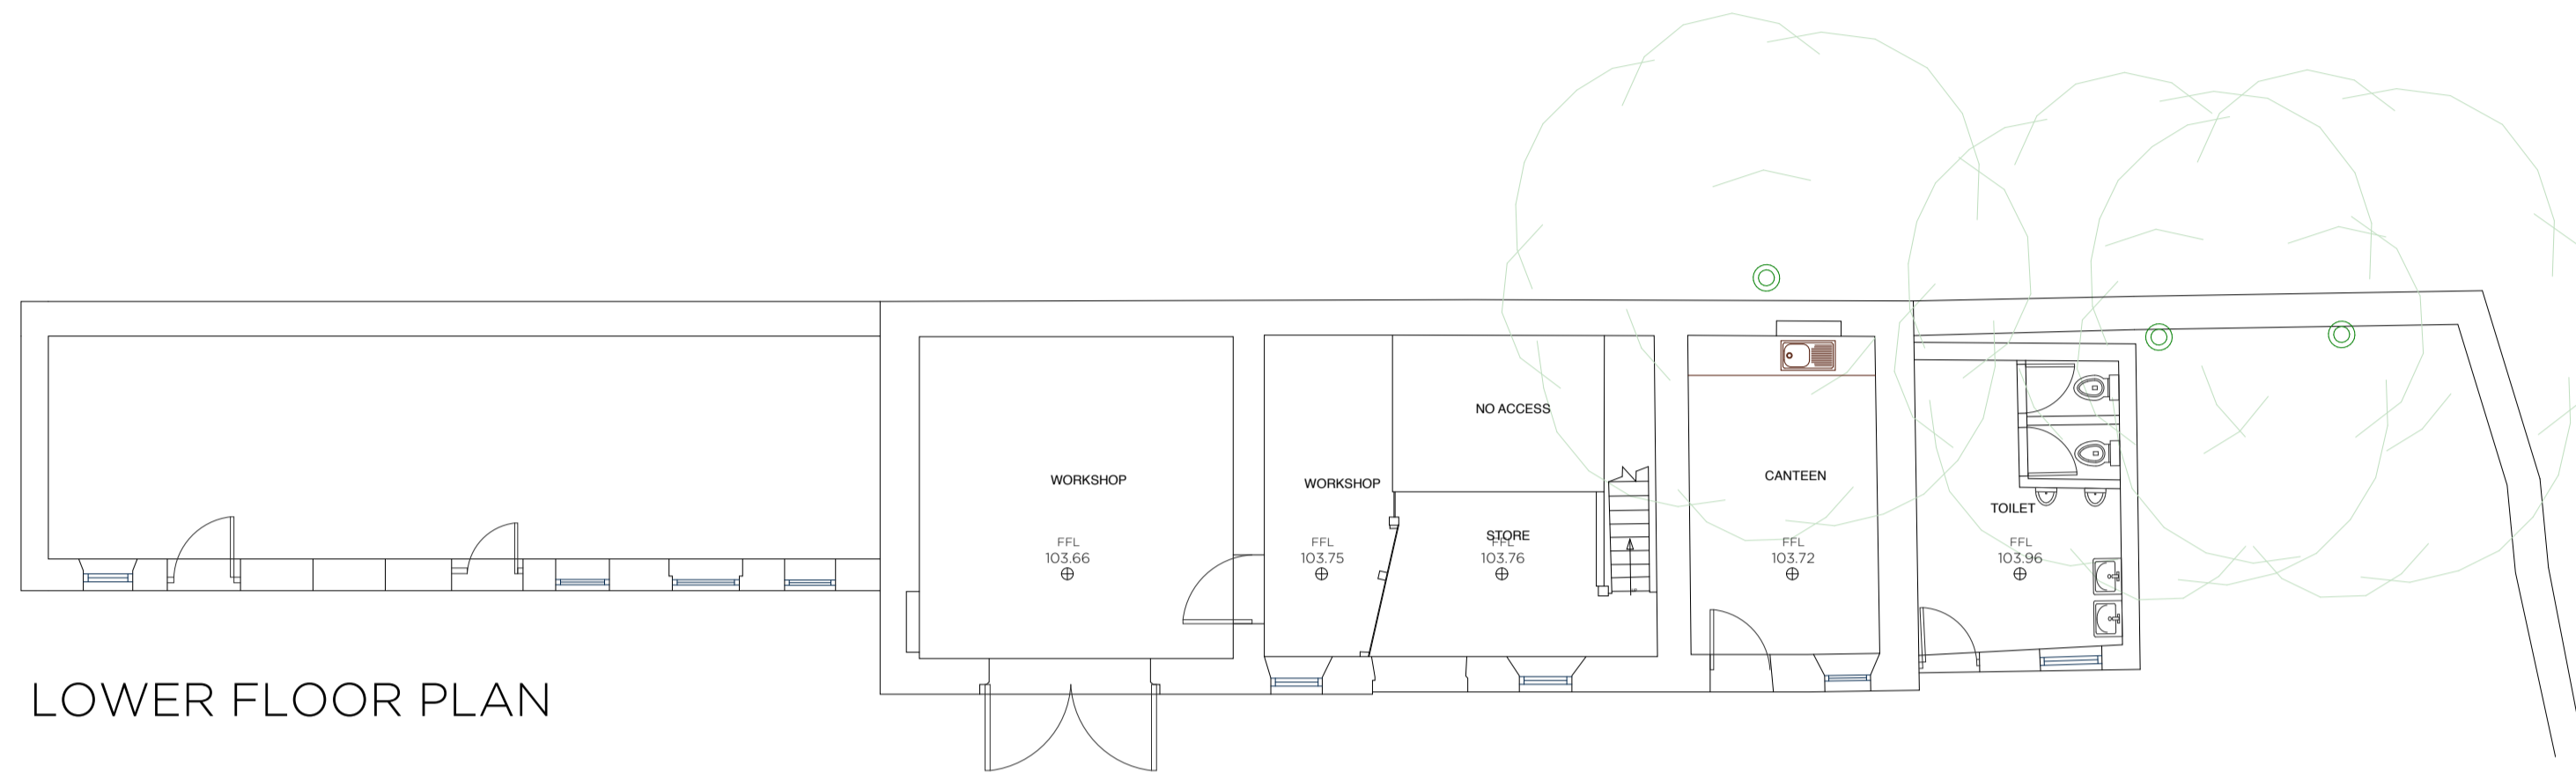 WORKSHOP
FFL
103.66
WORKSHOP
FFL
103.75
NO ACCESS
STORE
FFL
103.76
CANTEEN
FFL
103.72
TOILET
FFL
103.96
LOWER FLOOR PLAN